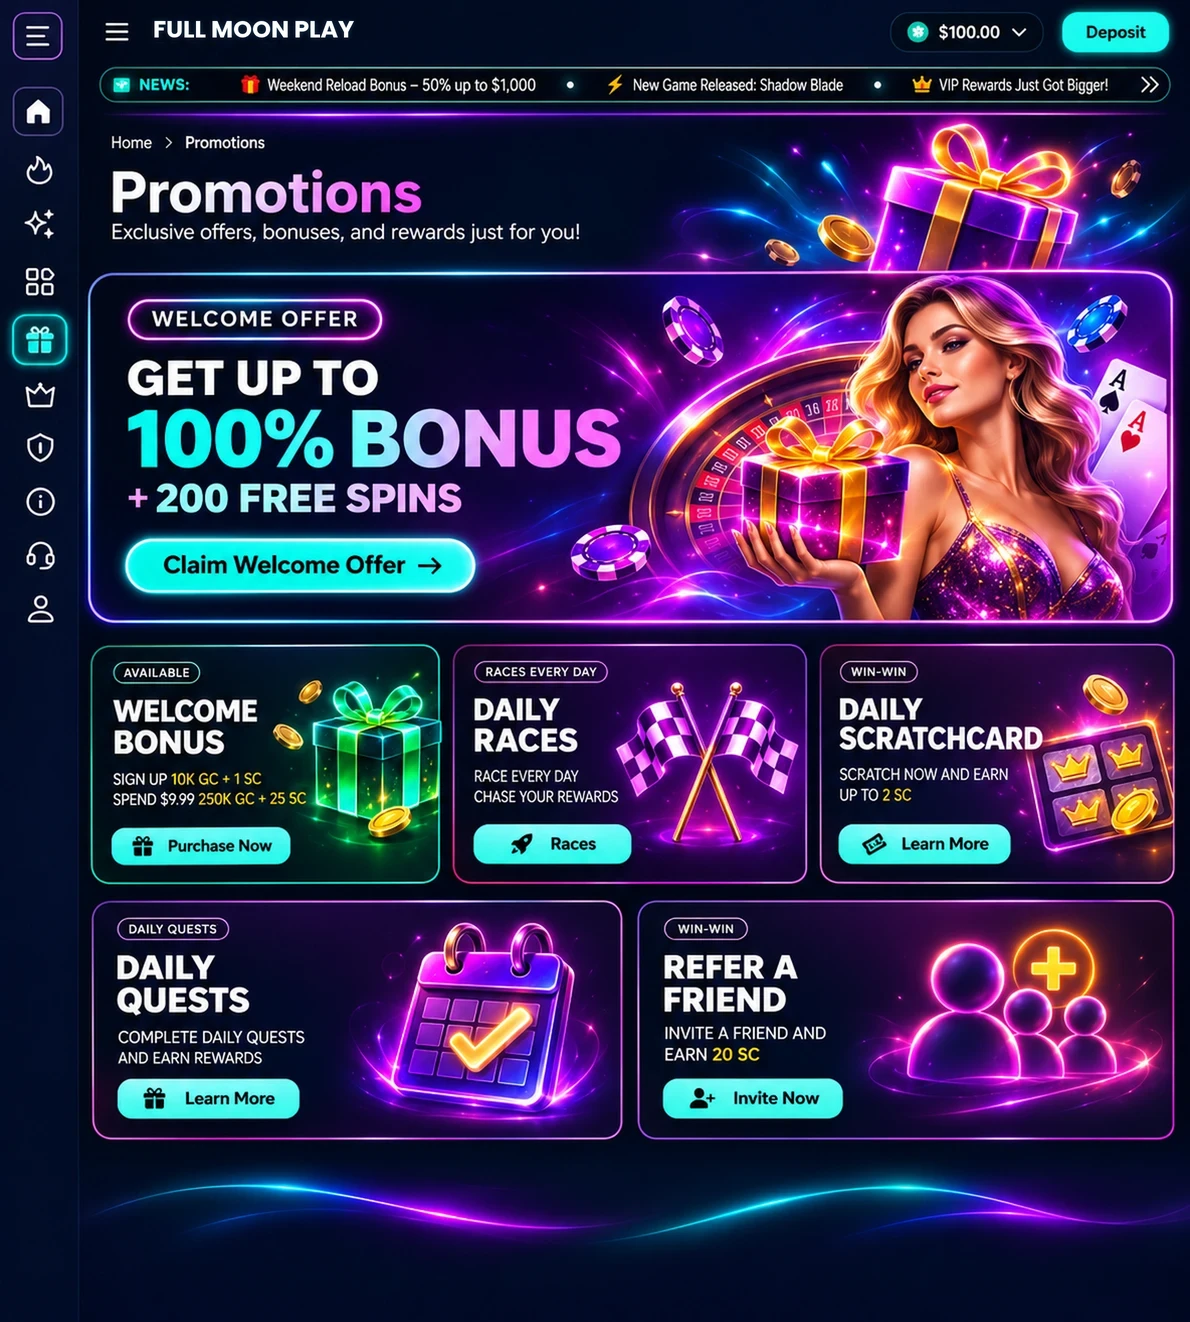 FULL MOON PLAY
$100.00
Deposit
NEWS:
Weekend Reload Bonus – 50% up to $1,000
New Game Released: Shadow Blade
VIP Rewards Just Got Bigger!
Home > Promotions
Promotions
Exclusive offers, bonuses, and rewards just for you!
WELCOME OFFER
GET UP TO
100% BONUS
+ 200 FREE SPINS
Claim Welcome Offer →
A
A
AVAILABLE
WELCOME
BONUS
SIGN UP 10K GC + 1 SC
SPEND $9.99 250K GC + 25 SC
Purchase Now
RACES EVERY DAY
DAILY
RACES
RACE EVERY DAY
CHASE YOUR REWARDS
Races
WIN-WIN
DAILY
SCRATCHCARD
SCRATCH NOW AND EARN
UP TO 2 SC
Learn More
DAILY QUESTS
DAILY
QUESTS
COMPLETE DAILY QUESTS
AND EARN REWARDS
Learn More
WIN-WIN
REFER A
FRIEND
INVITE A FRIEND AND
EARN 20 SC
Invite Now